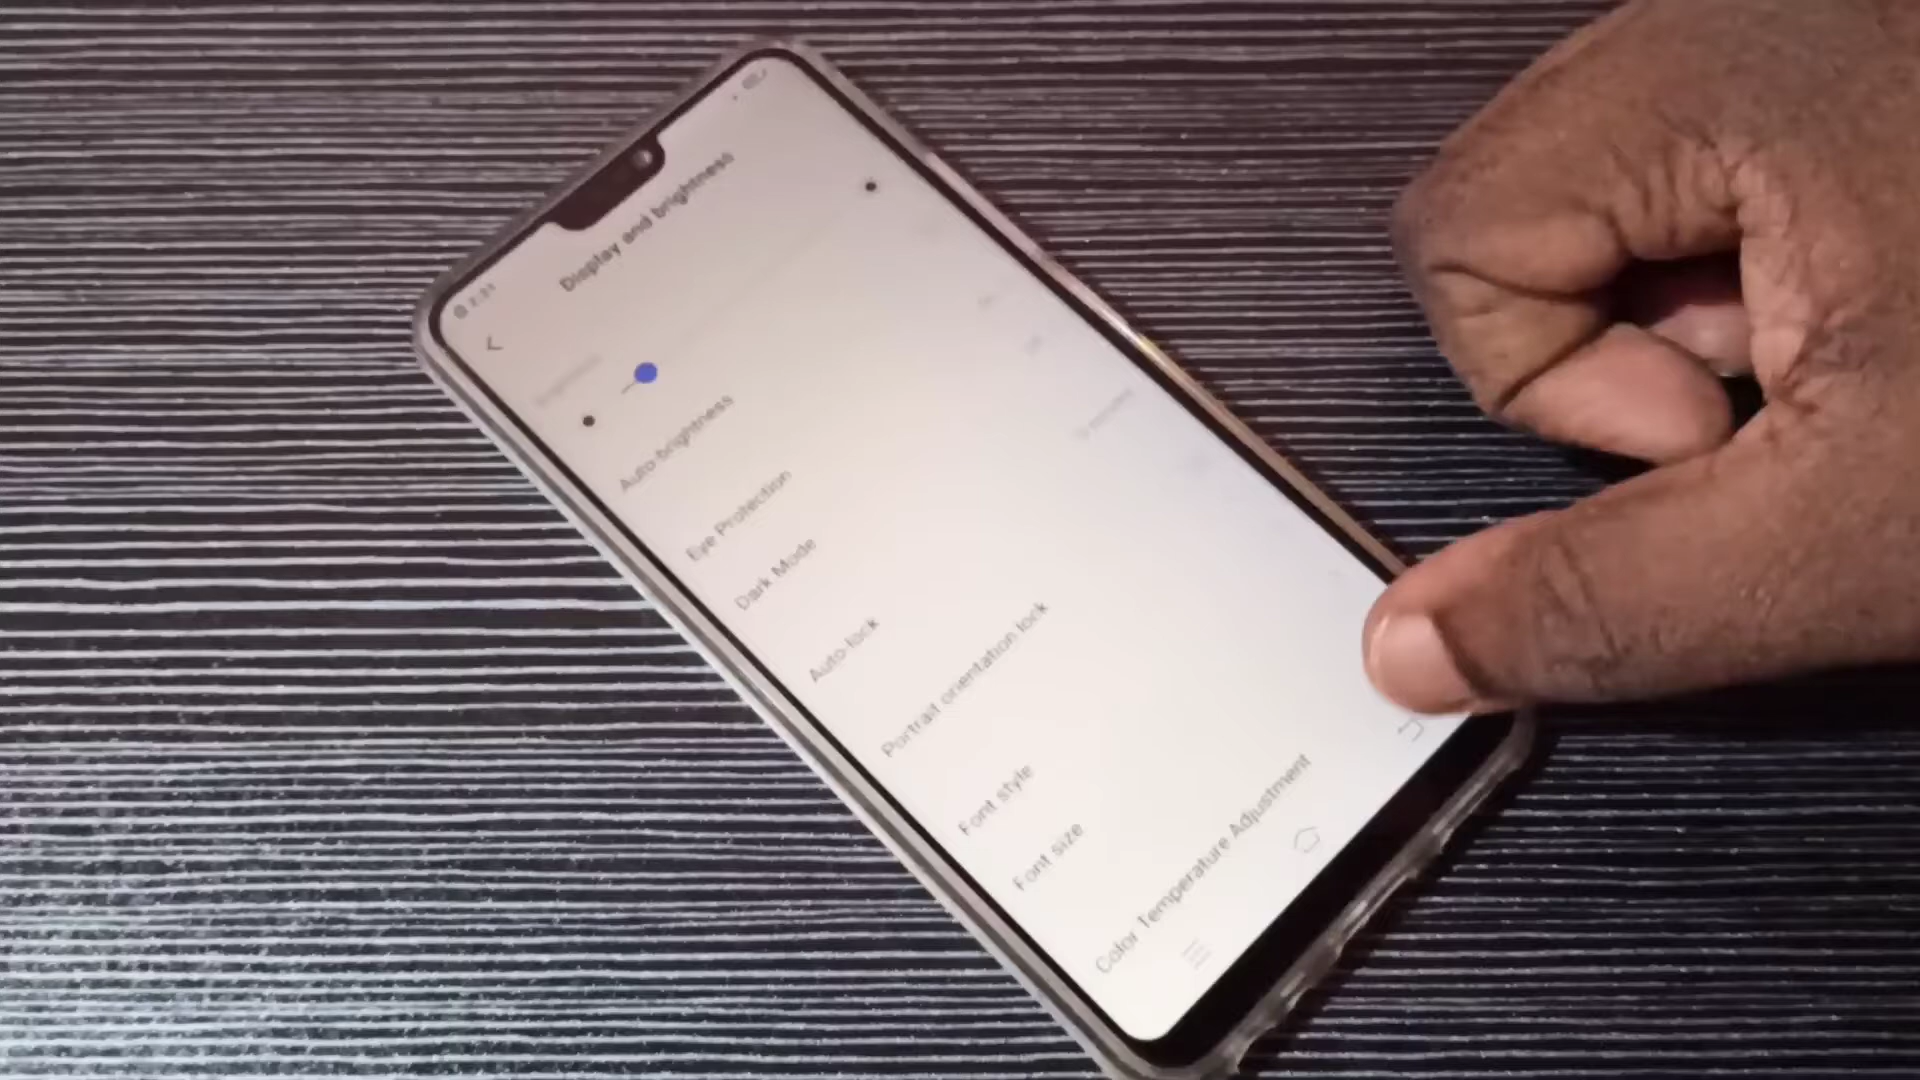 Display and brightness
Brightness
Auto-brightness
Eye Protection
Dark Mode
Auto-lock
Portrait orientation lock
Font style
Font size
Color Temperature Adjustment